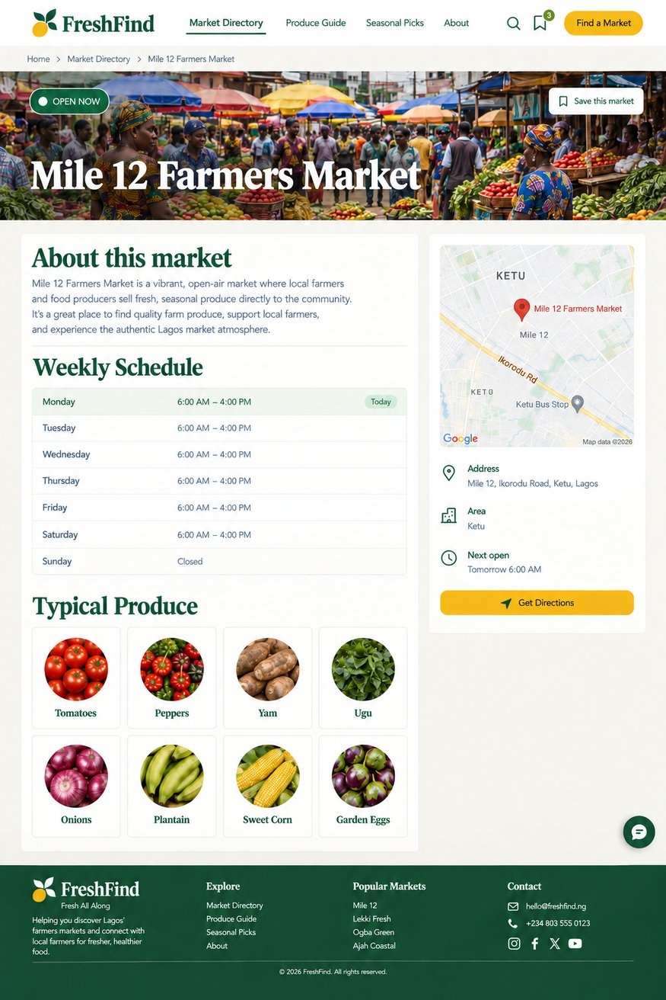 FreshFind
Market Directory
Produce Guide
Seasonal Picks
About
3
Find a Market
Home > Market Directory > Mile 12 Farmers Market
OPEN NOW
Save this market
Mile 12 Farmers Market
About this market
Mile 12 Farmers Market is a vibrant, open-air market where local farmers
and food producers sell fresh, seasonal produce directly to the community.
It's a great place to find quality farm produce, support local farmers,
and experience the authentic Lagos market atmosphere.
Weekly Schedule
Monday 6:00 AM – 4:00 PM Today
Tuesday 6:00 AM – 4:00 PM
Wednesday 6:00 AM – 4:00 PM
Thursday 6:00 AM – 4:00 PM
Friday 6:00 AM – 4:00 PM
Saturday 6:00 AM – 4:00 PM
Sunday Closed
Typical Produce
Tomatoes
Peppers
Yam
Ugu
Onions
Plantain
Sweet Corn
Garden Eggs
KETU
Mile 12 Farmers Market
Mile 12
Ikorodu Rd
KETO
Ketu Bus Stop
Google
Map data ©2026
Address
Mile 12, Ikorodu Road, Ketu, Lagos
Area
Ketu
Next open
Tomorrow 6:00 AM
Get Directions
FreshFind
Fresh All Along
Helping you discover Lagos'
farmers markets and connect with
local farmers for fresher, healthier
food.
Explore
Market Directory
Produce Guide
Seasonal Picks
About
Popular Markets
Mile 12
Lekki Fresh
Ogba Green
Ajah Coastal
Contact
hello@freshfind.ng
+234 803 555 0123
© 2026 FreshFind. All rights reserved.